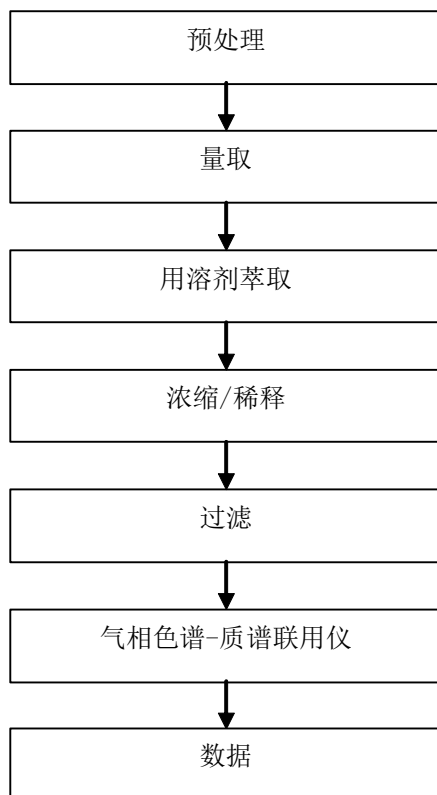 预处理
量取
用溶剂萃取
浓缩/稀释
过滤
气相色谱-质谱联用仪
数据